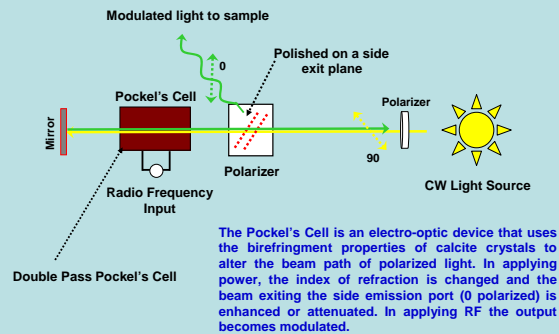 Modulated light to sample
0
Polished on a side
exit plane
Pockel's Cell
Polarizer
Mirror
90
Polarizer
CW Light Source
Radio Frequency
Input
Double Pass Pockel's Cell
The Pockel's Cell is an electro-optic device that uses
the birefringment properties of calcite crystals to
alter the beam path of polarized light. In applying
power, the index of refraction is changed and the
beam exiting the side emission port (0 polarized) is
enhanced or attenuated. In applying RF the output
becomes modulated.